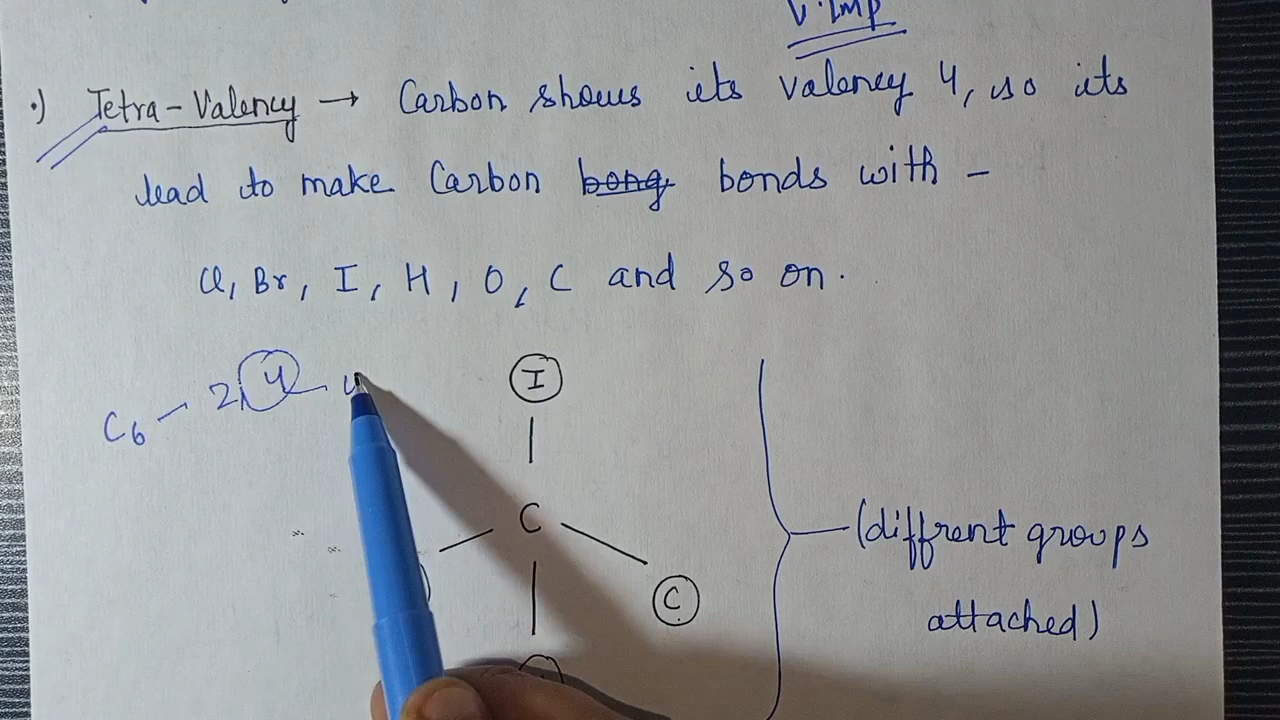 V. Imp
•) Tetra-Valency → Carbon shows its valency 4, so its
lead to make Carbon bong bonds with –
Cl, Br, I, H, O, C and so on.
C6 — 2, 4 4
I
C
C
(diffrent groups
attached)